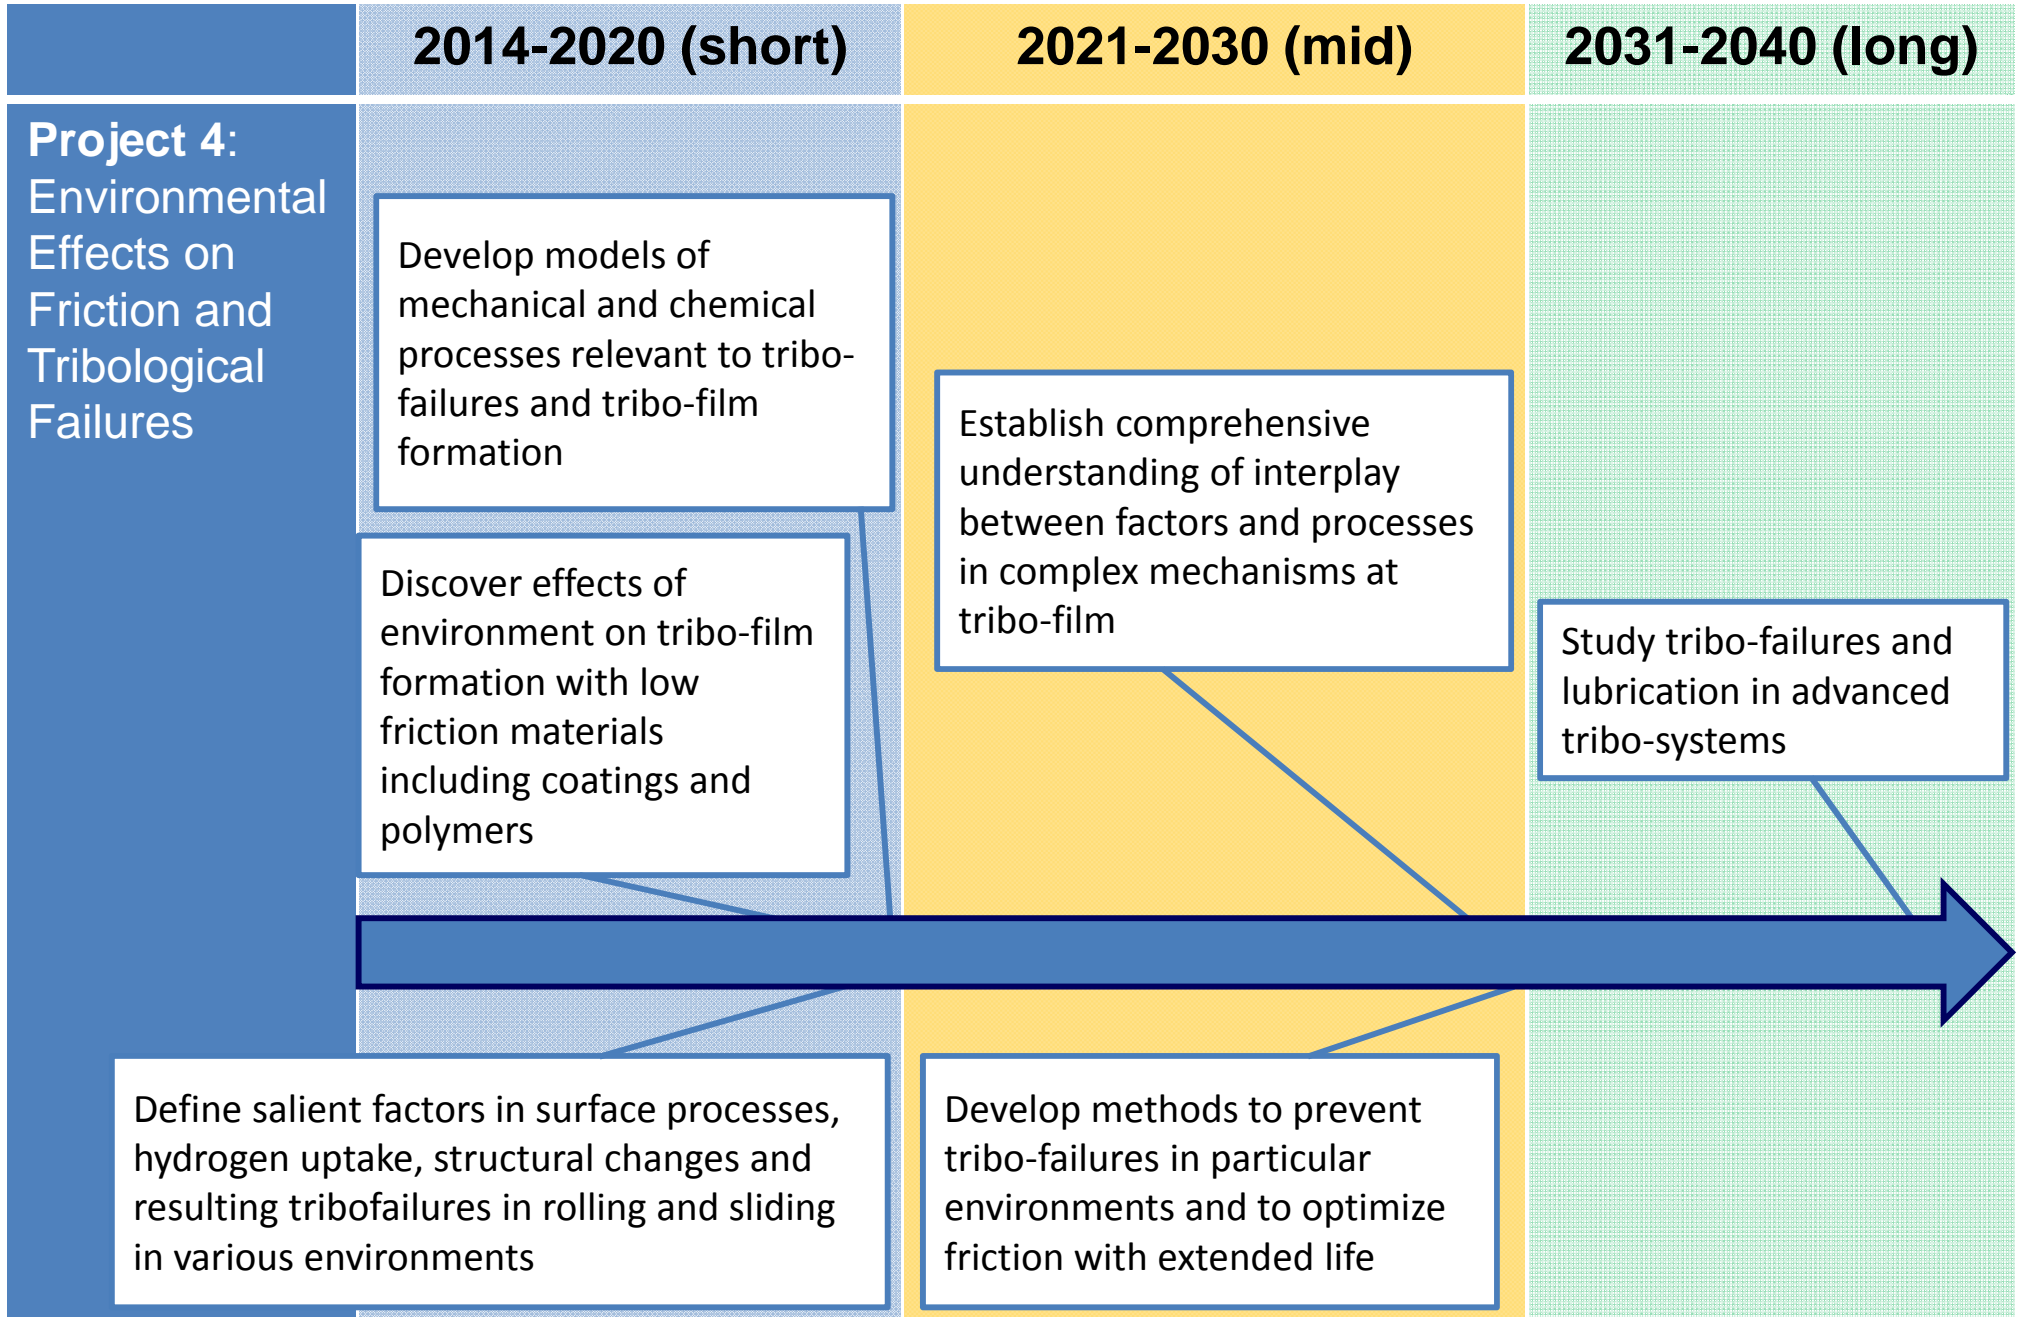 2014-2020 (short)
2021-2030 (mid)
2031-2040 (long)
Project 4:
Environmental
Effects on
Friction and
Tribological
Failures
Develop models of
mechanical and chemical
processes relevant to tribo-
failures and tribo-film
formation
Discover effects of
environment on tribo-film
formation with low
friction materials
including coatings and
polymers
Establish comprehensive
understanding of interplay
between factors and processes
in complex mechanisms at
tribo-film
Study tribo-failures and
lubrication in advanced
tribo-systems
Define salient factors in surface processes,
hydrogen uptake, structural changes and
resulting tribofailures in rolling and sliding
in various environments
Develop methods to prevent
tribo-failures in particular
environments and to optimize
friction with extended life